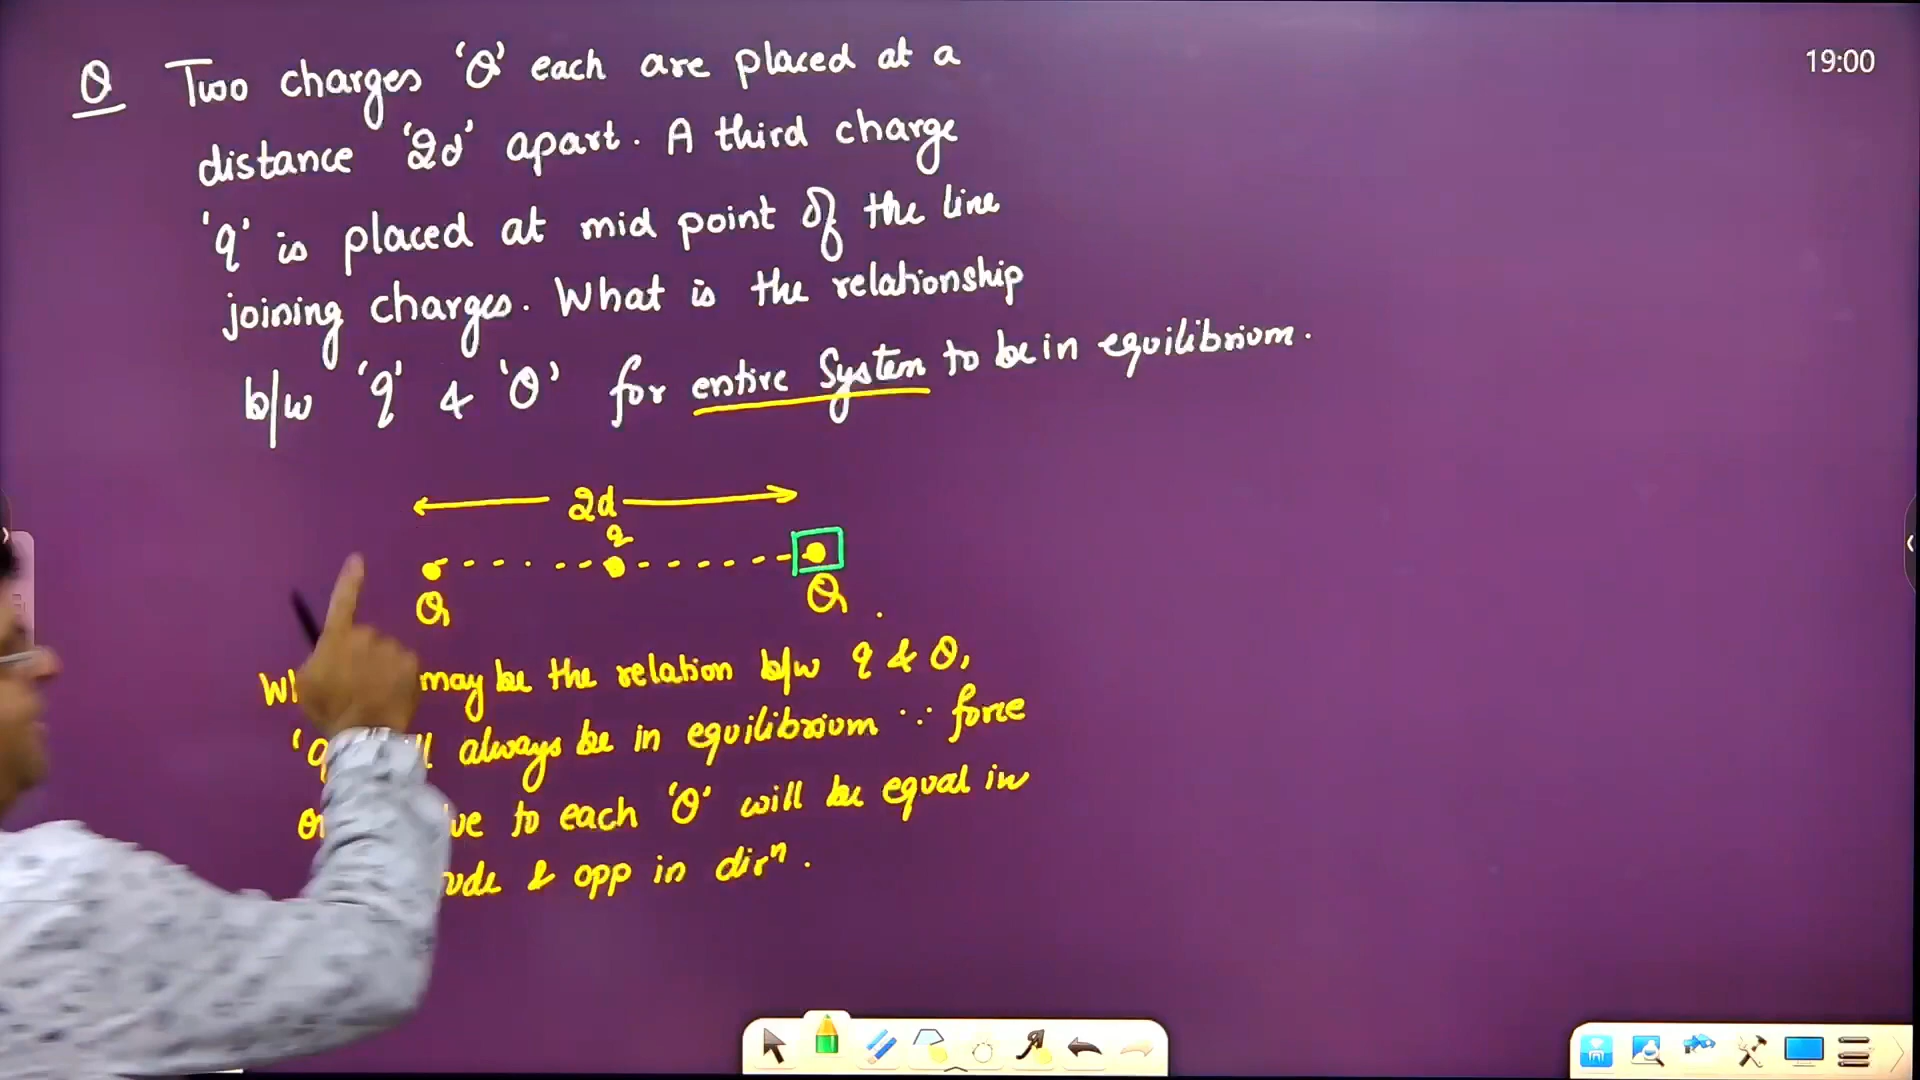 19:00
Q Two charges 'Q' each are placed at a
distance '2d' apart. A third charge
'q' is placed at mid point of the line
joining charges. What is the relationship
b/w 'q' & 'Q' for entire System to be in equilibrium.
2d
q
Q Q
may be the relation b/w q & Q,
always be in equilibrium ∵ force
to each 'Q' will be equal in
& opp in dirⁿ.